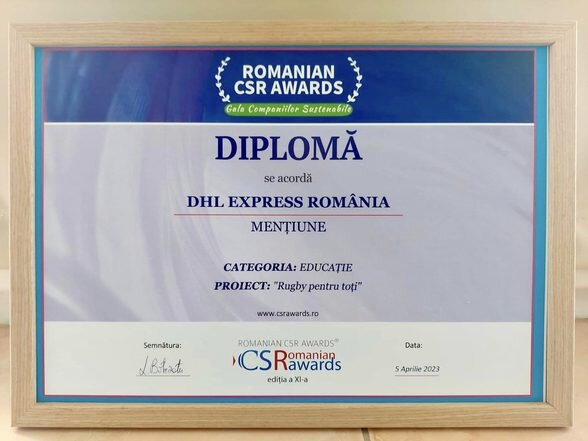 ROMANIAN
CSR AWARDS
Gala Companiilor Sustenabile
DIPLOMĂ
se acordă
DHL EXPRESS ROMÂNIA
MENȚIUNE
CATEGORIA: EDUCAȚIE
PROIECT: "Rugby pentru toți"
www.csrawards.ro
Semnătura:
ROMANIAN CSR AWARDS®
CSRomanian
awards
ediția a XI-a
Data:
5 Aprilie 2023